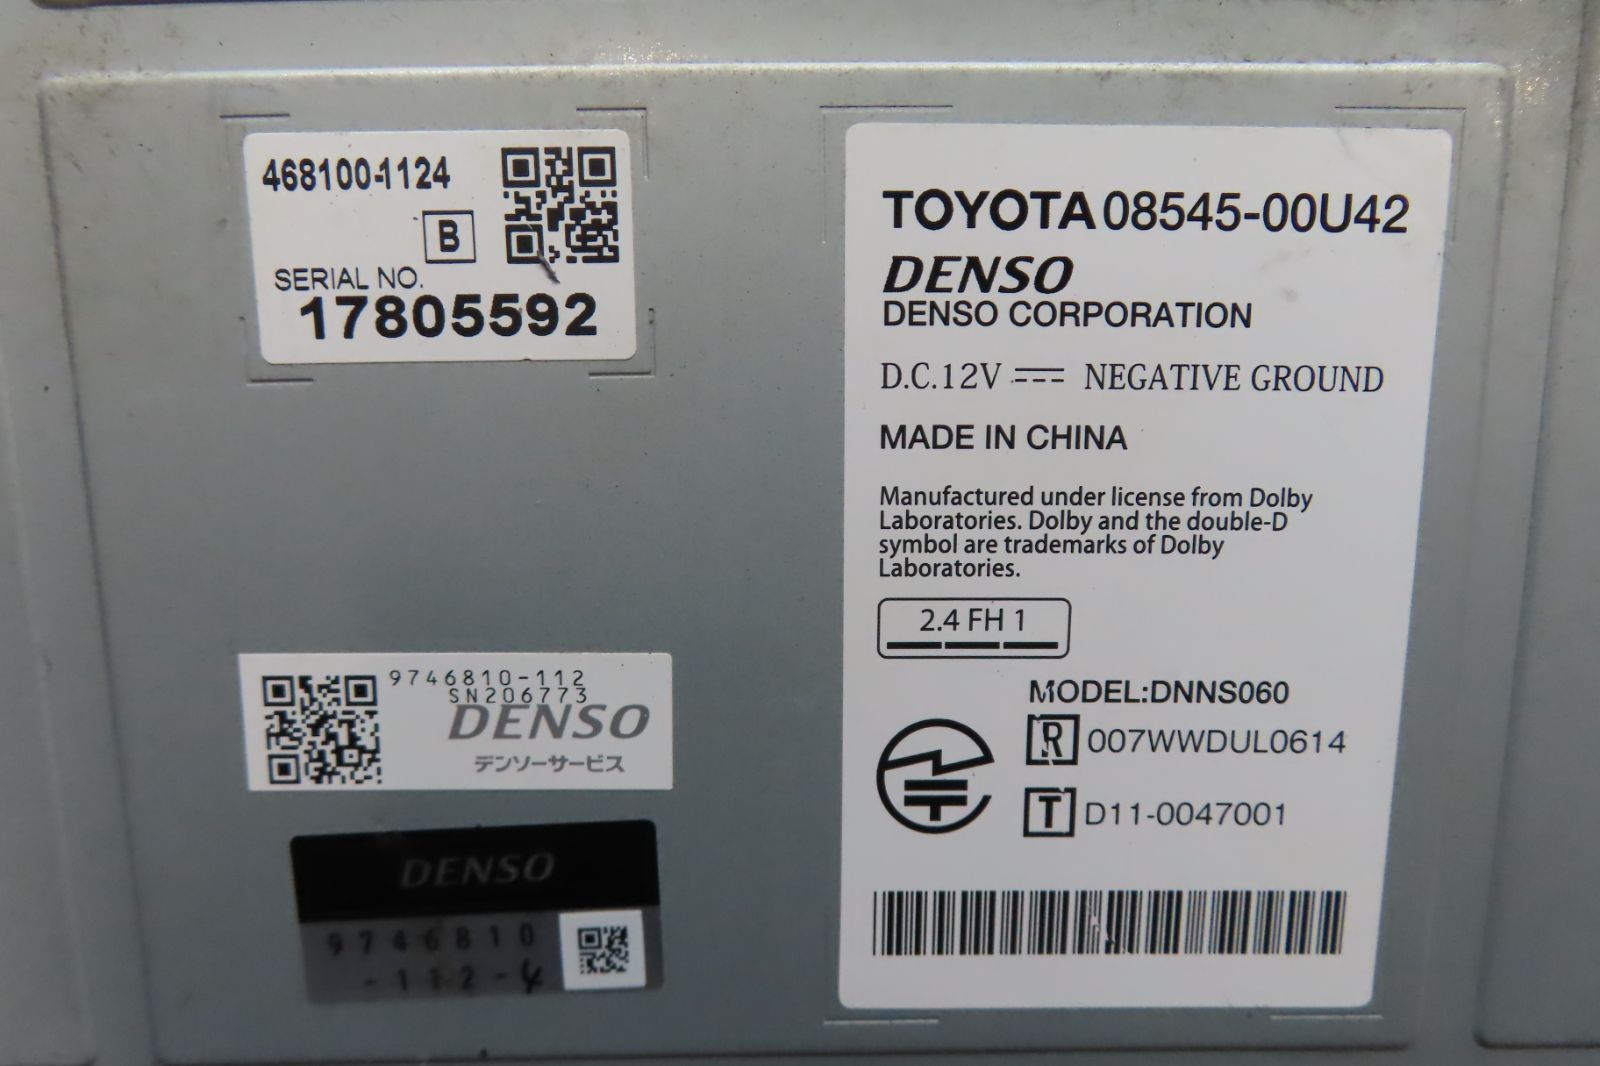 468100-1124
B
SERIAL NO.
17805592
TOYOTA 08545-00U42
DENSO
DENSO CORPORATION
D.C.12V NEGATIVE GROUND
MADE IN CHINA
Manufactured under license from Dolby
Laboratories. Dolby and the double-D
symbol are trademarks of Dolby
Laboratories.
2.4 FH 1
MODEL:DNNS060
R 007WWDUL0614
T D11-0047001
9746810-112
SN206773
DENSO
デンソーサービス
DENSO
9746810
-112-4